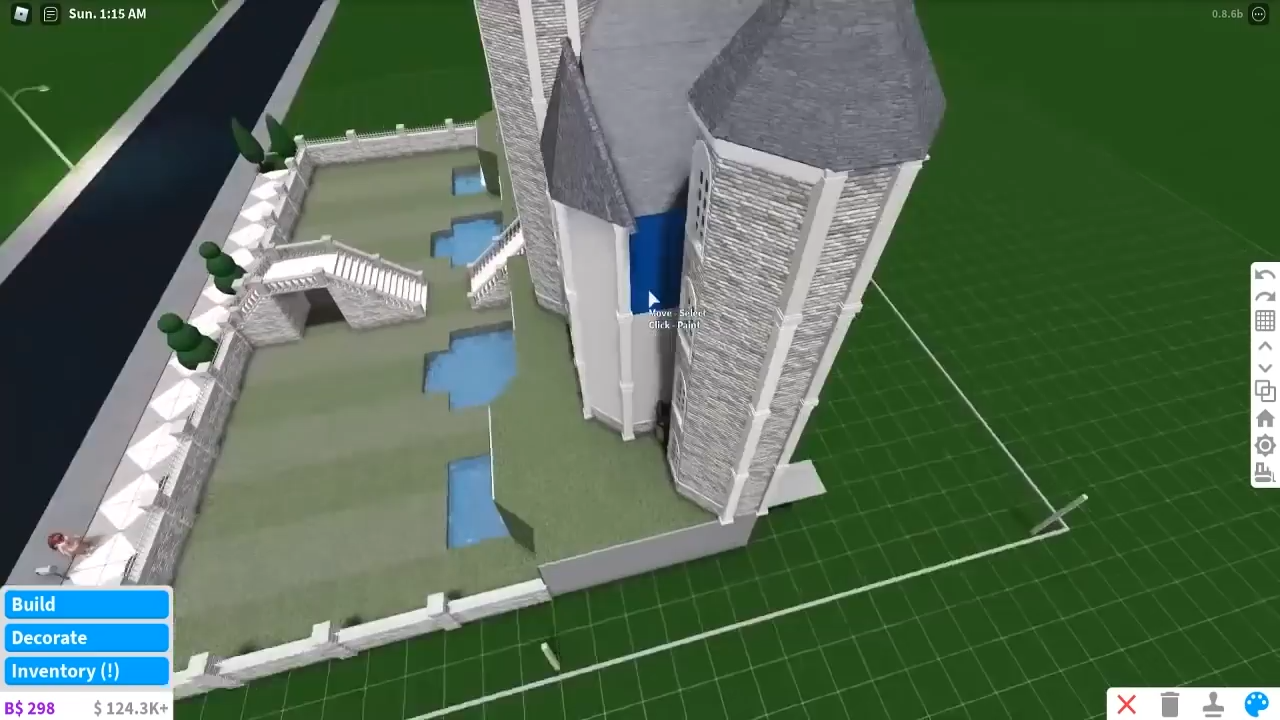 Sun. 1:15 AM
0.8.6b
Move - Select
Click - Paint
Build
Decorate
Inventory (!)
B$ 298
$ 124.3K+